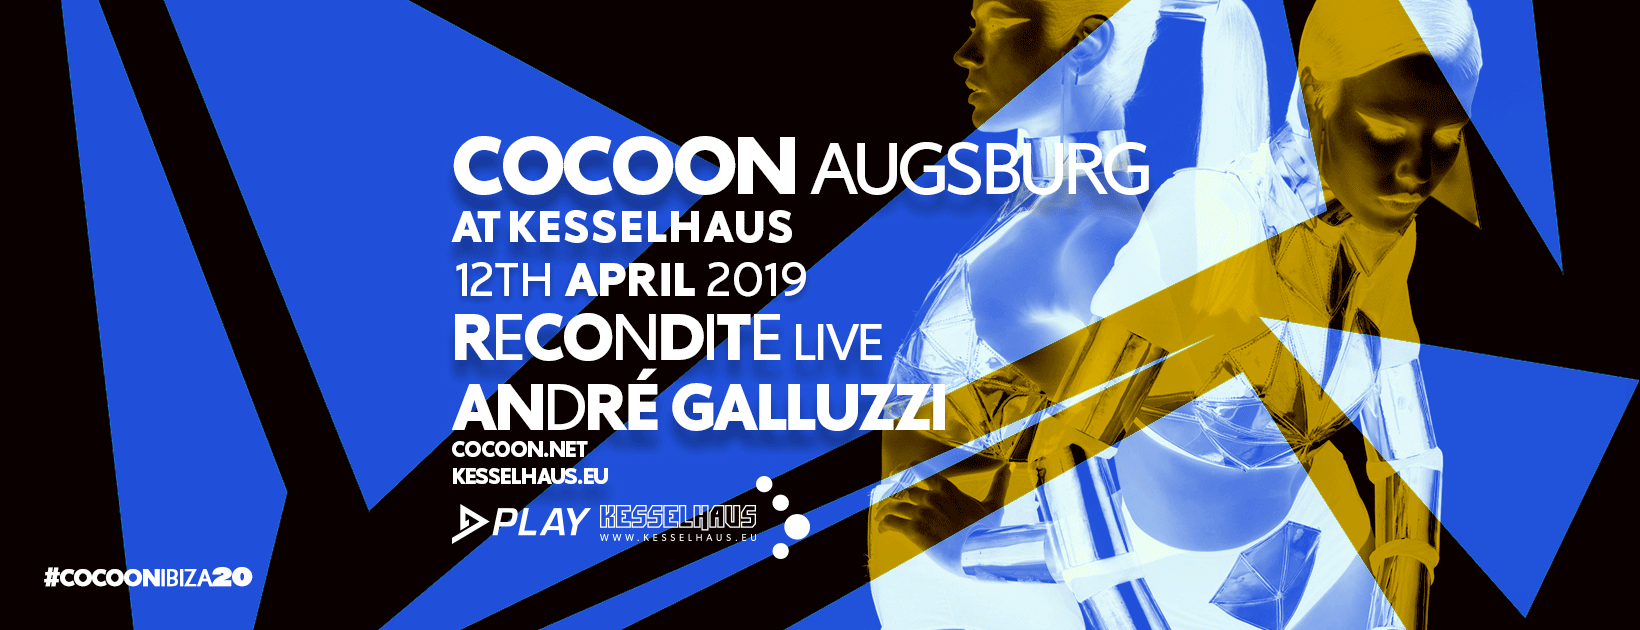 COCOON AUGSBURG
AT KESSELHAUS
12TH APRIL 2019
RECONDITE LIVE
ANDRÉ GALLUZZI
COCOON.NET
KESSELHAUS.EU
PLAY KESSELHAUS
WWW.KESSELHAUS.EU
#COCOONIBIZA20